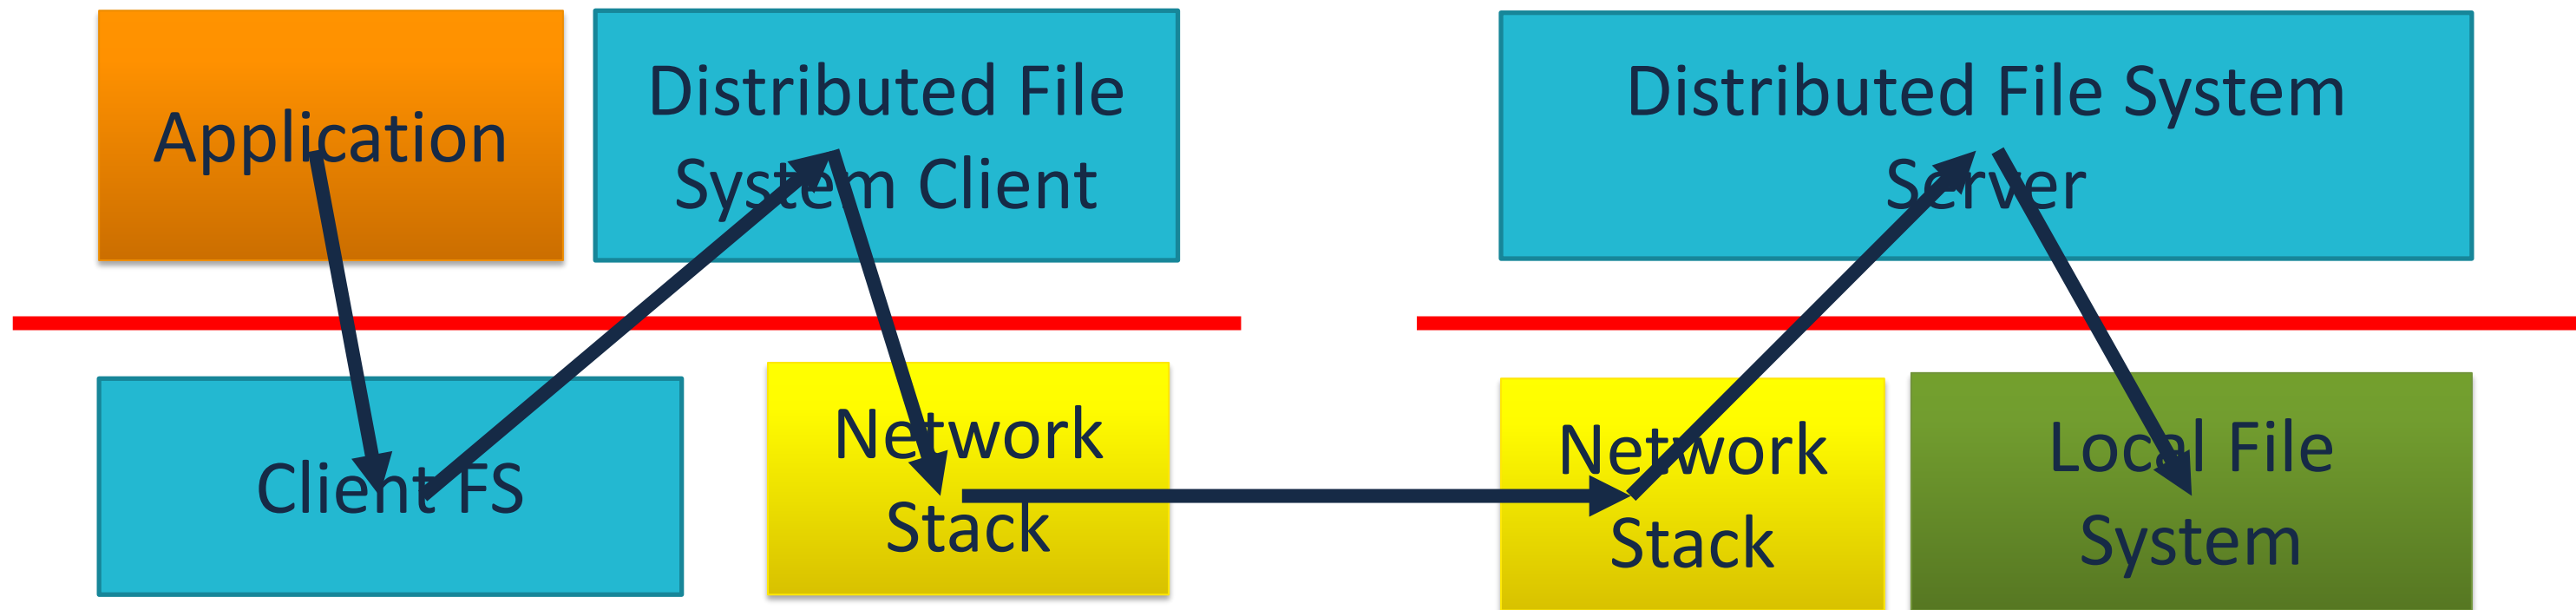 Application
Distributed File
System Client
Distributed File System
Server
Client FS
Network
Stack
Network
Stack
Local File
System